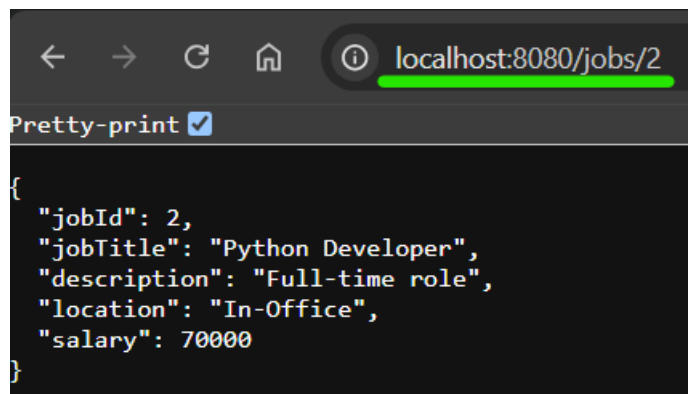 localhost:8080/jobs/2
Pretty-print
{
  "jobId": 2,
  "jobTitle": "Python Developer",
  "description": "Full-time role",
  "location": "In-Office",
  "salary": 70000
}